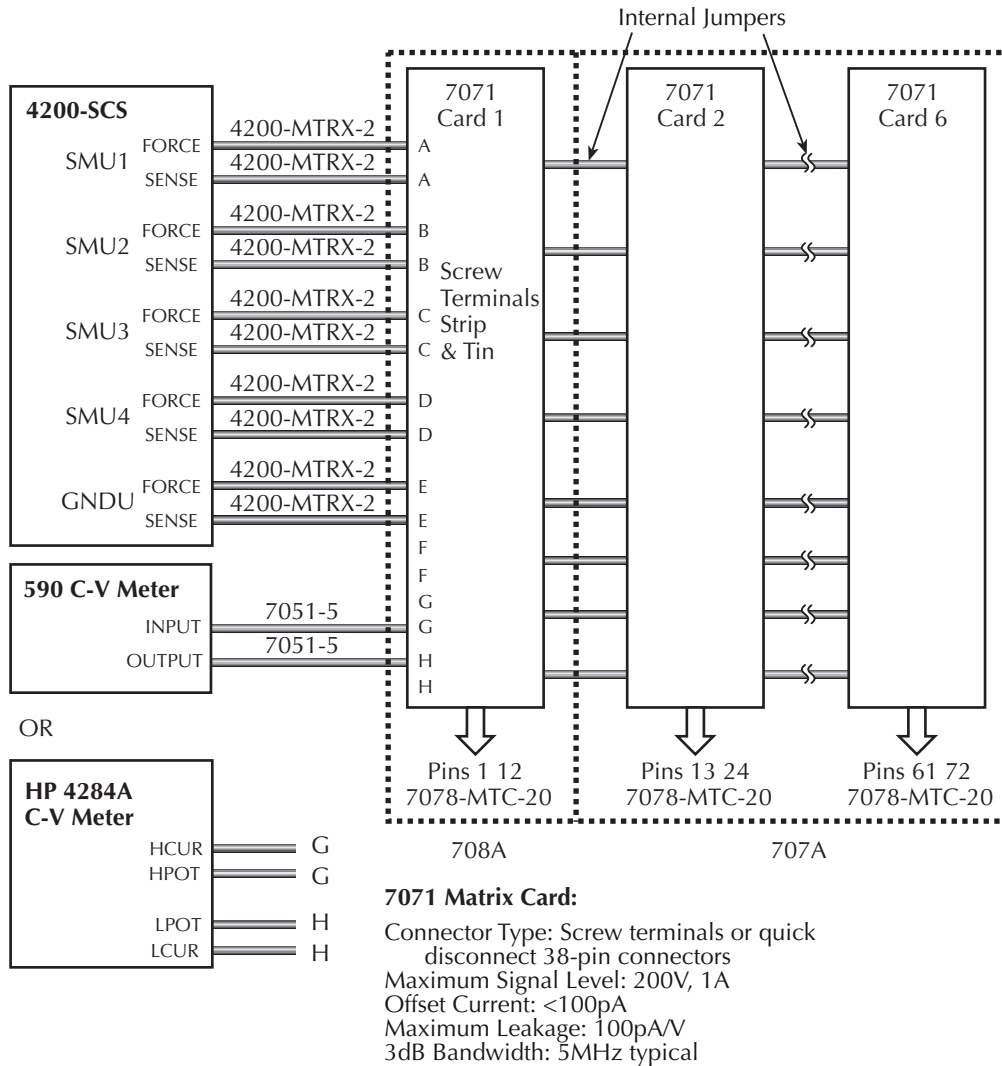 Internal Jumpers
4200-SCS
SMU1
FORCE
4200-MTRX-2
A
SENSE
4200-MTRX-2
A
SMU2
FORCE
4200-MTRX-2
B
SENSE
4200-MTRX-2
B
SMU3
FORCE
4200-MTRX-2
C
SENSE
4200-MTRX-2
C
SMU4
FORCE
4200-MTRX-2
D
SENSE
4200-MTRX-2
D
GNDU
FORCE
4200-MTRX-2
E
SENSE
4200-MTRX-2
E
F
F
G
G
H
H
7071
Card 1
Screw
Terminals
Strip
& Tin
7071
Card 2
7071
Card 6
590 C-V Meter
INPUT
7051-5
OUTPUT
7051-5
OR
HP 4284A
C-V Meter
HCUR
G
HPOT
G
LPOT
H
LCUR
H
Pins 1 12
7078-MTC-20
Pins 13 24
7078-MTC-20
Pins 61 72
7078-MTC-20
708A
707A
7071 Matrix Card:
Connector Type: Screw terminals or quick
disconnect 38-pin connectors
Maximum Signal Level: 200V, 1A
Offset Current: <100pA
Maximum Leakage: 100pA/V
3dB Bandwidth: 5MHz typical